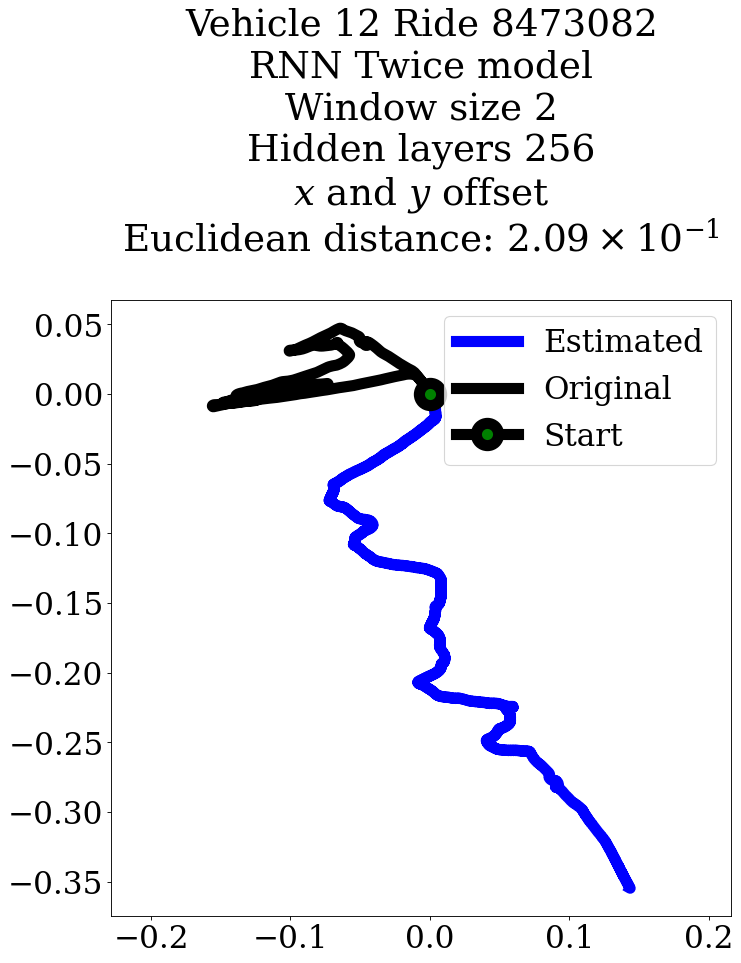 Vehicle 12 Ride 8473082
RNN Twice model
Window size 2
Hidden layers 256
x and y offset
Euclidean distance: 2.09 × 10⁻¹
Estimated
Original
Start
0.05
0.00
−0.05
−0.10
−0.15
−0.20
−0.25
−0.30
−0.35
−0.2 −0.1 0.0 0.1 0.2